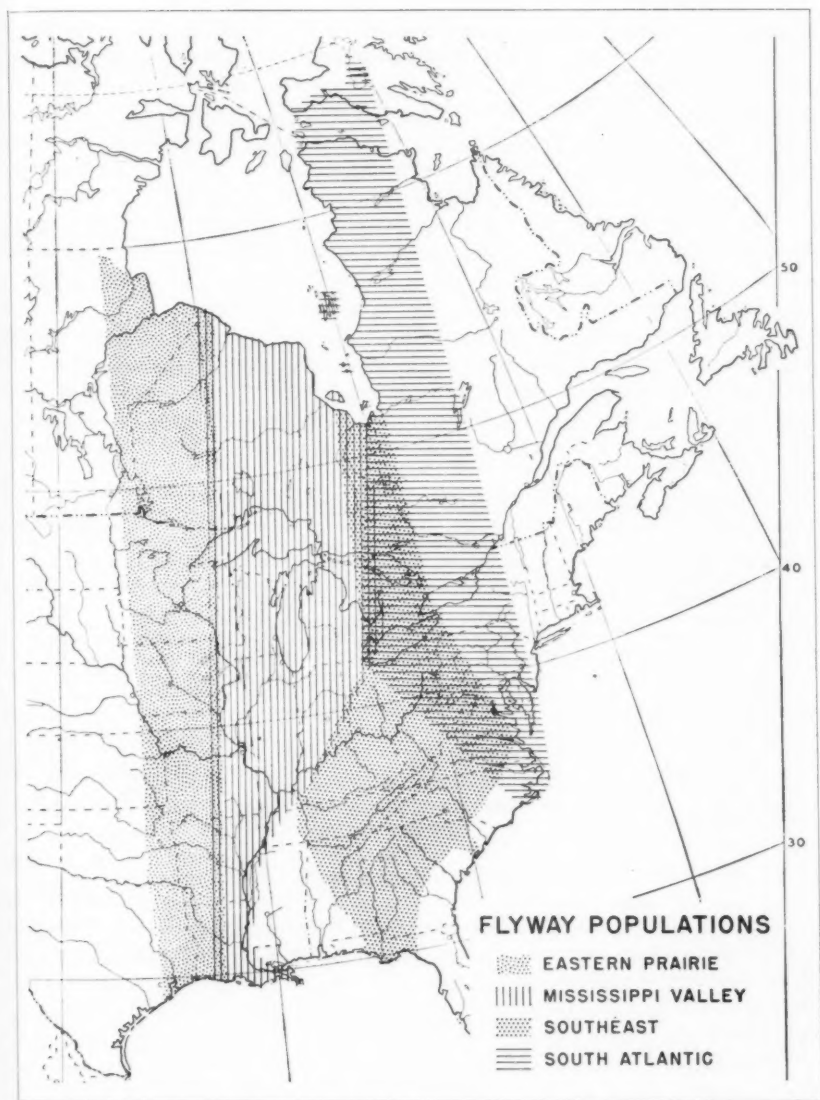 50
40
30
FLYWAY POPULATIONS
EASTERN PRAIRIE
MISSISSIPPI VALLEY
SOUTHEAST
SOUTH ATLANTIC